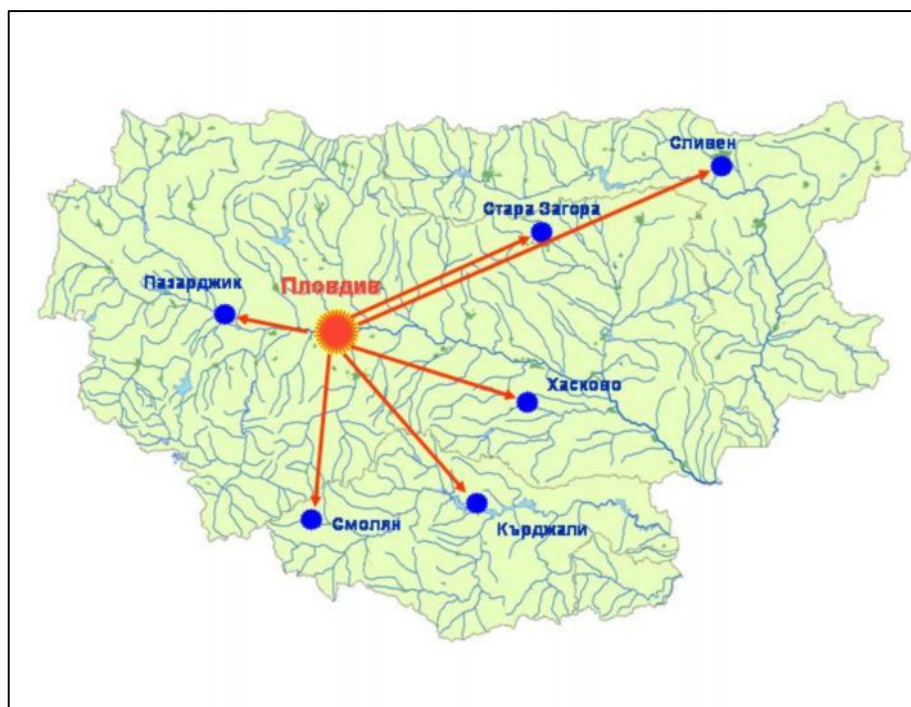 Сливен
Стара Загора
Пазарджик
Пловдив
Хасково
Смолян
Кърджали